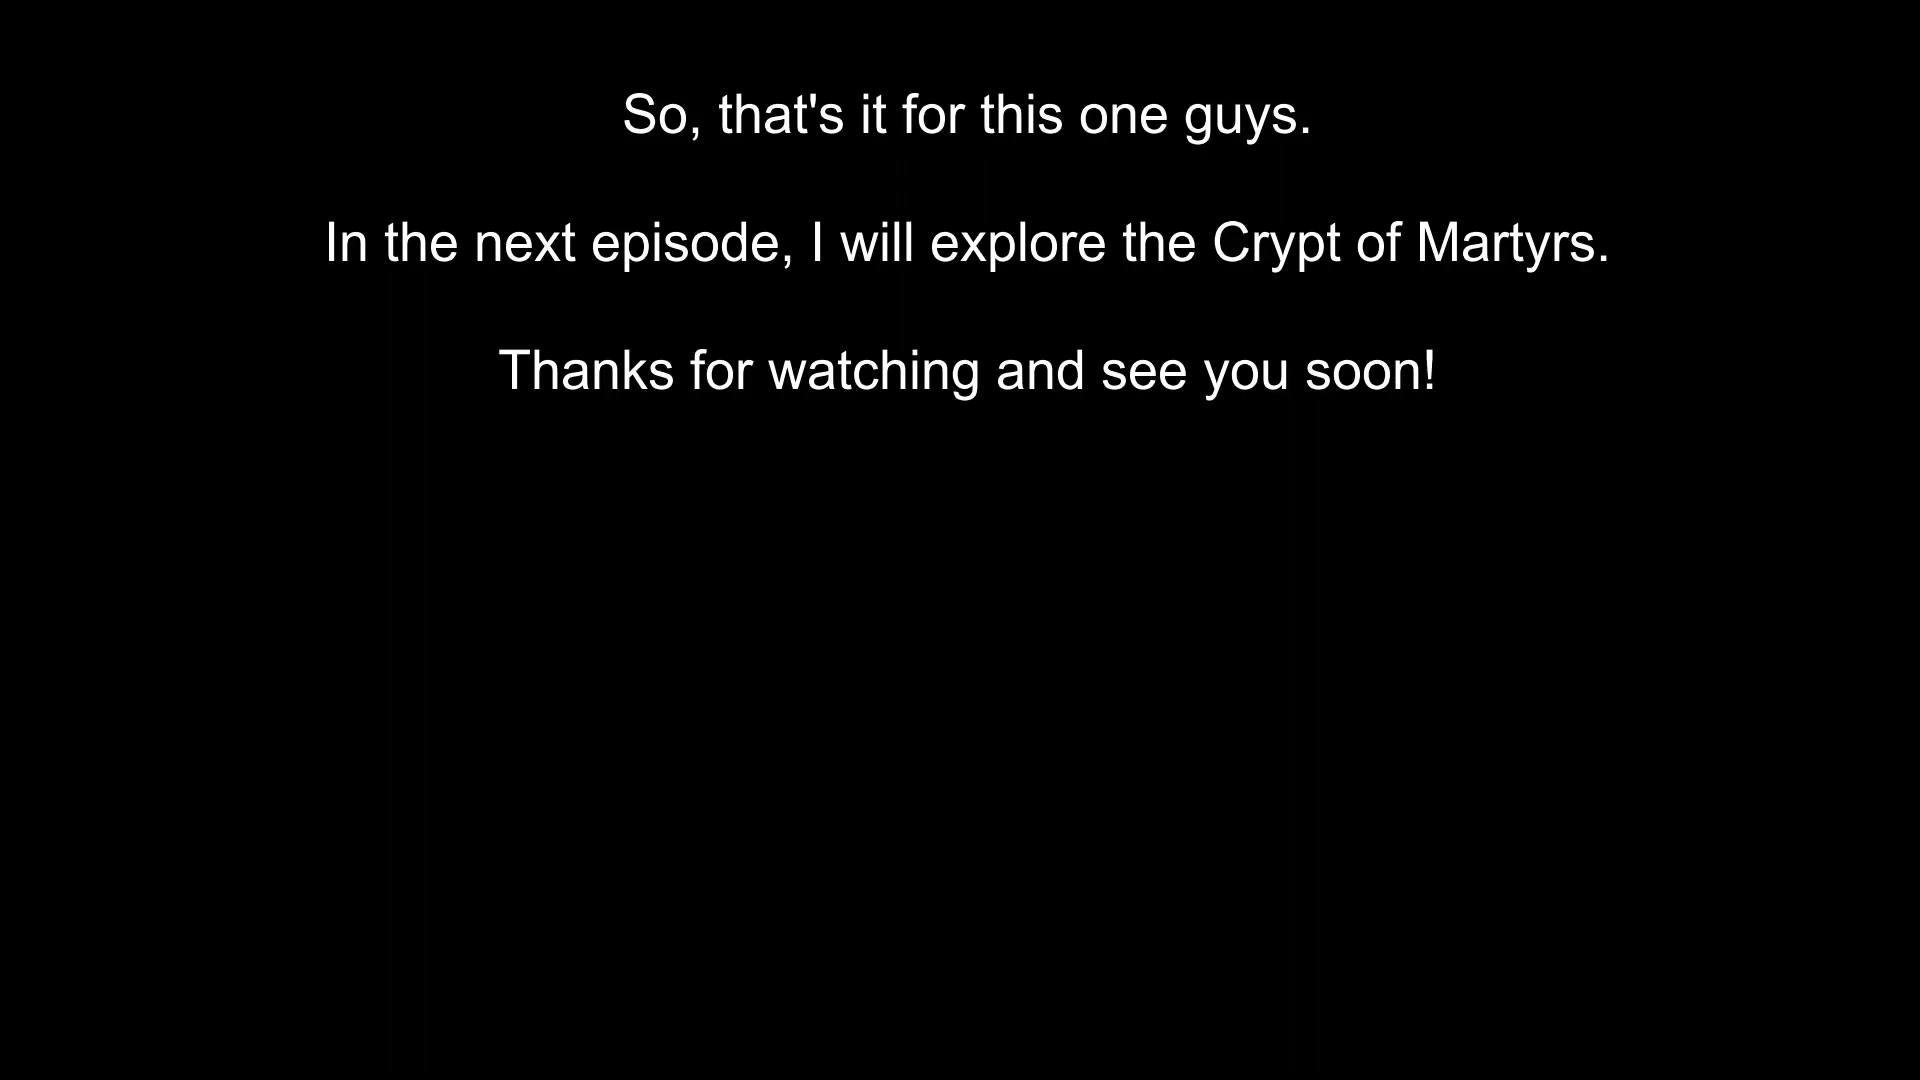 So, that's it for this one guys.
In the next episode, I will explore the Crypt of Martyrs.
Thanks for watching and see you soon!